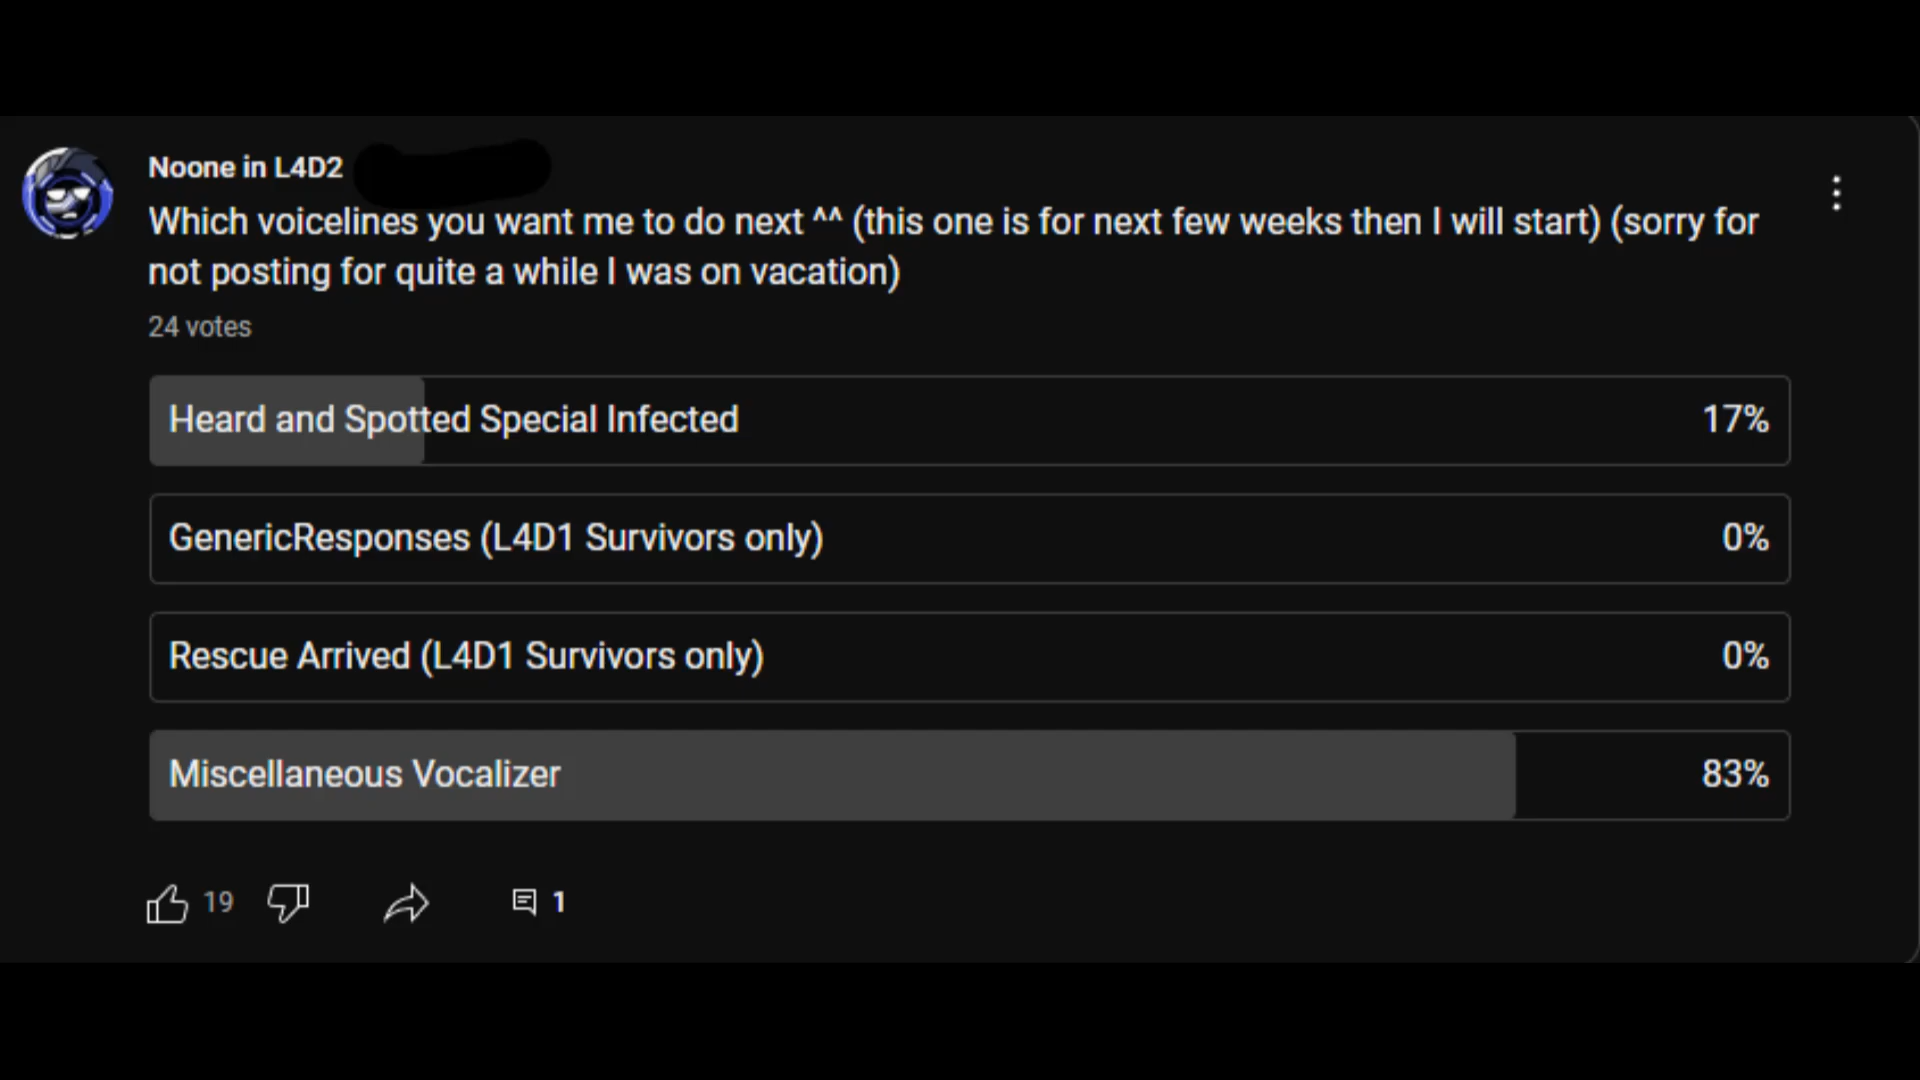 Noone in L4D2
Which voicelines you want me to do next ^^ (this one is for next few weeks then I will start) (sorry for
not posting for quite a while I was on vacation)
24 votes
Heard and Spotted Special Infected 17%
GenericResponses (L4D1 Survivors only) 0%
Rescue Arrived (L4D1 Survivors only) 0%
Miscellaneous Vocalizer 83%
19 1